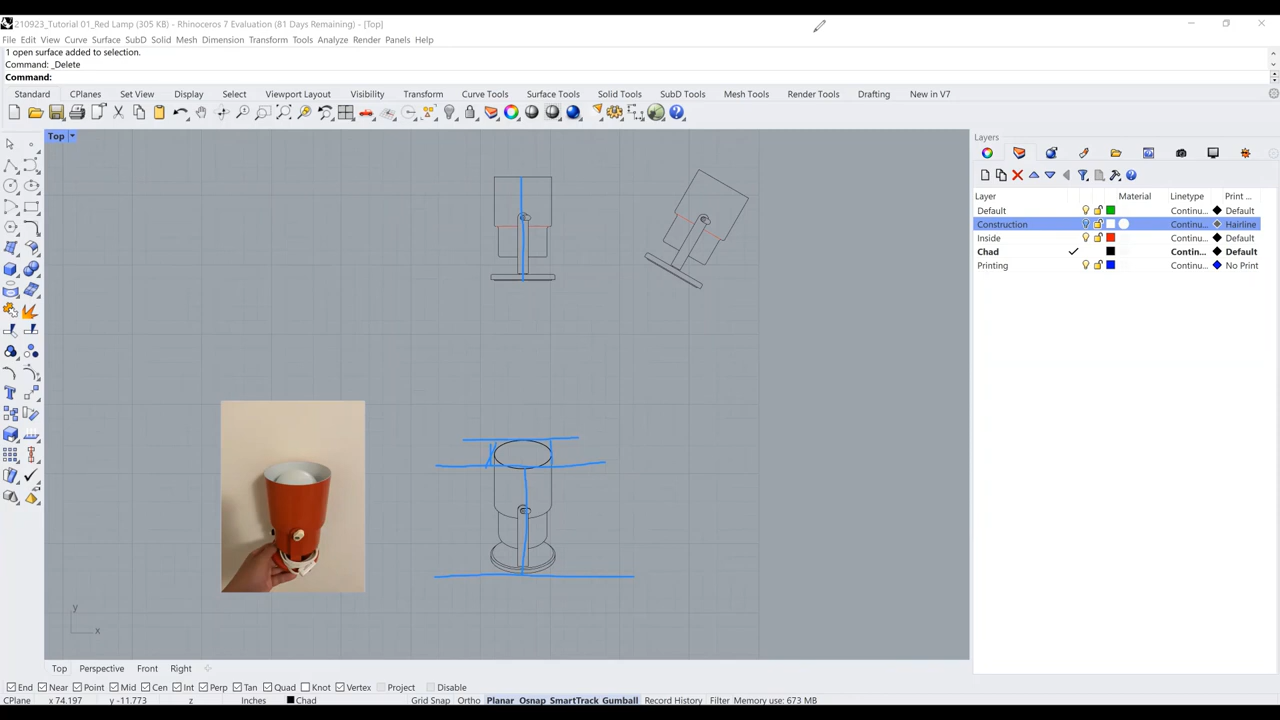 210923_Tutorial 01_Red Lamp (305 KB) - Rhinoceros 7 Evaluation (81 Days Remaining) - [Top]
File Edit View Curve Surface SubD Solid Mesh Dimension Transform Tools Analyze Render Panels Help
1 open surface added to selection.
Command: _Delete
Command:
Standard CPlanes Set View Display Select Viewport Layout Visibility Transform Curve Tools Surface Tools Solid Tools SubD Tools Mesh Tools Render Tools Drafting New in V7
Top
Layers
Layer Material Linetype Print ...
Default Continu... Default
Construction Continu... Hairline
Inside Continu... Default
Chad Contin... Default
Printing Continu... No Print
y
x
Top Perspective Front Right
End Near Point Mid Cen Int Perp Tan Quad Knot Vertex Project Disable
CPlane x 74.197 y -11.773 z Inches Chad Grid Snap Ortho Planar Osnap SmartTrack Gumball Record History Filter Memory use: 673 MB